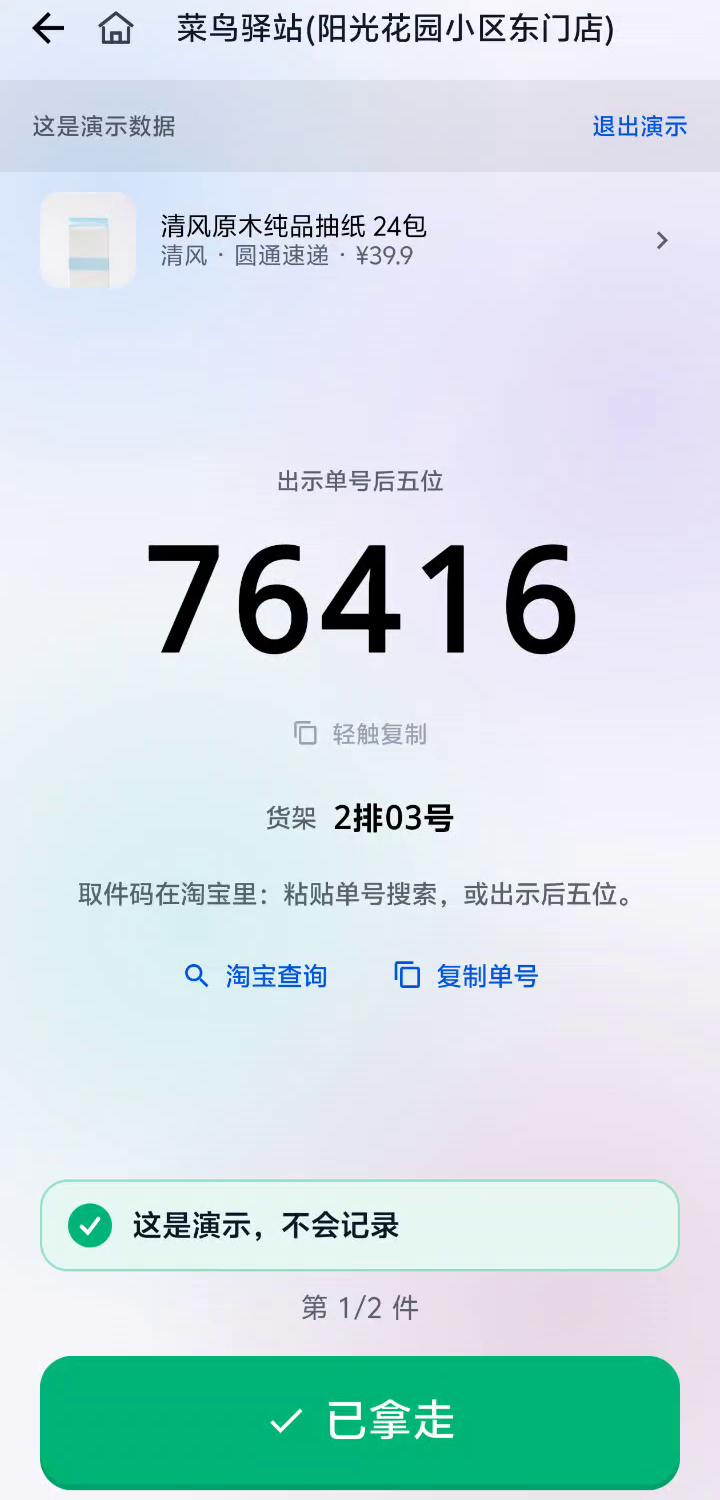 菜鸟驿站(阳光花园小区东门店)
这是演示数据 退出演示
清风原木纯品抽纸 24包
清风 · 圆通速递 · ¥39.9
出示单号后五位
76416
轻触复制
货架 2排03号
取件码在淘宝里：粘贴单号搜索，或出示后五位。
淘宝查询 复制单号
这是演示，不会记录
第 1/2 件
已拿走